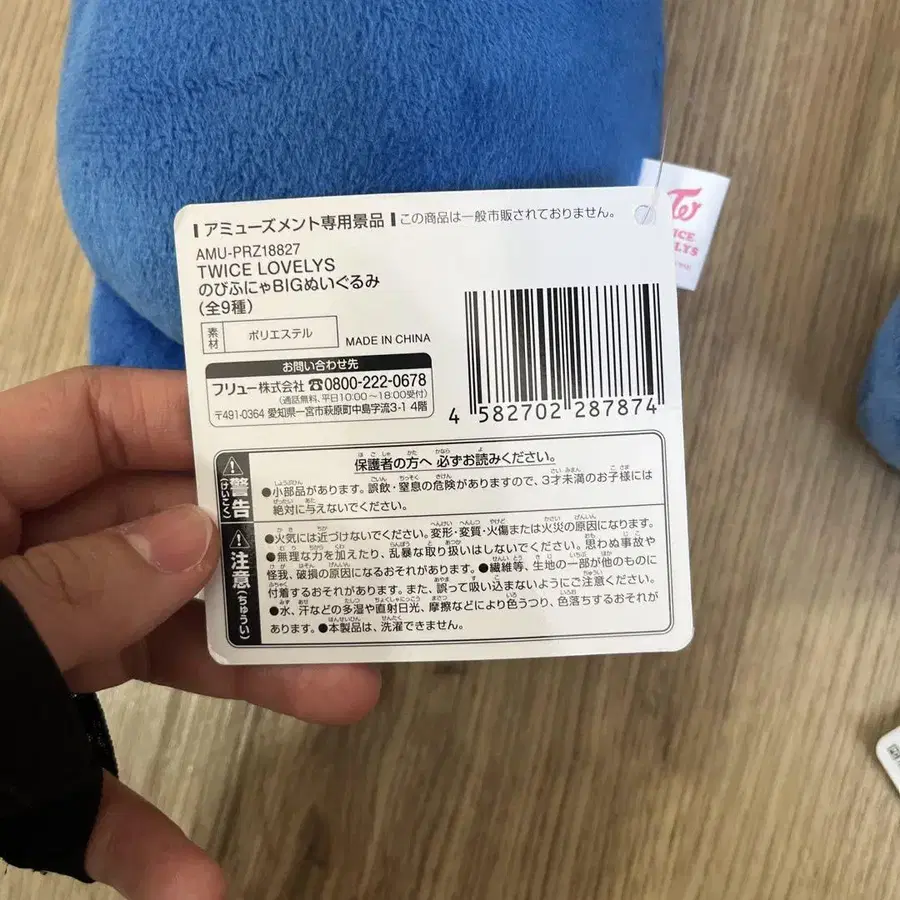 アミューズメント専用景品 この商品は一般市販されておりません。
AMU-PRZ18827
TWICE LOVELYS
のびふにゃBIGぬいぐるみ
(全9種)
素材 ポリエステル
MADE IN CHINA
お問い合わせ先
フリュー株式会社 ☎0800-222-0678
(通話無料、平日10:00〜18:00受付)
〒491-0364 愛知県一宮市萩原町中島字流3-1 4階
4 582702 287874
保護者の方へ 必ずお読みください。
警告(けいこく)
●小部品があります。誤飲・窒息の危険がありますので、3才未満のお子様には
絶対に与えないでください。
注意(ちゅうい)
●火気には近づけないでください。変形・変質・火傷または火災の原因になります。
●無理な力を加えたり、乱暴な取り扱いはしないでください。思わぬ事故や
怪我、破損の原因になるおそれがあります。●繊維等、生地の一部が他のものに
付着するおそれがあります。また、誤って吸い込まないようにご注意ください。
●水、汗などの多湿や直射日光、摩擦などにより色うつり、色落ちするおそれが
あります。●本製品は、洗濯できません。